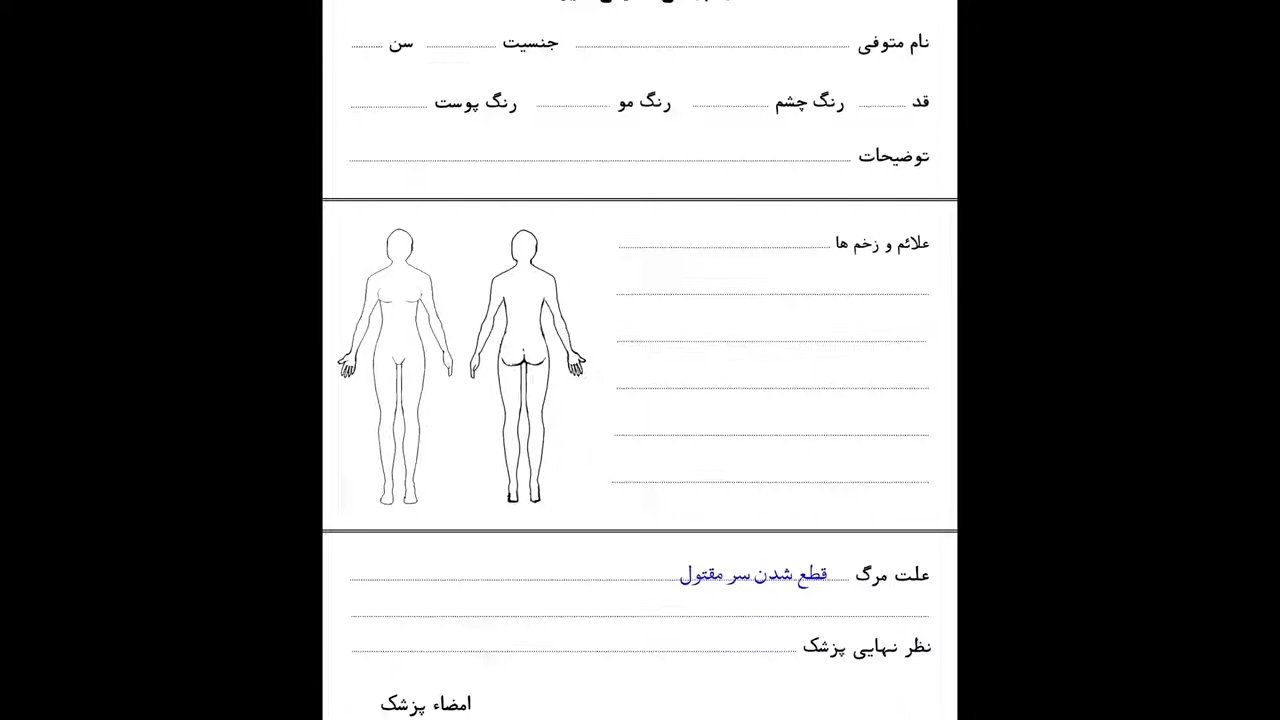 نام متوفی جنسیت سن
قد رنگ چشم رنگ مو رنگ پوست
توضیحات
علائم و زخم ها
علت مرگ قطع شدن سر مقتول
نظر نهایی پزشک
امضاء پزشک